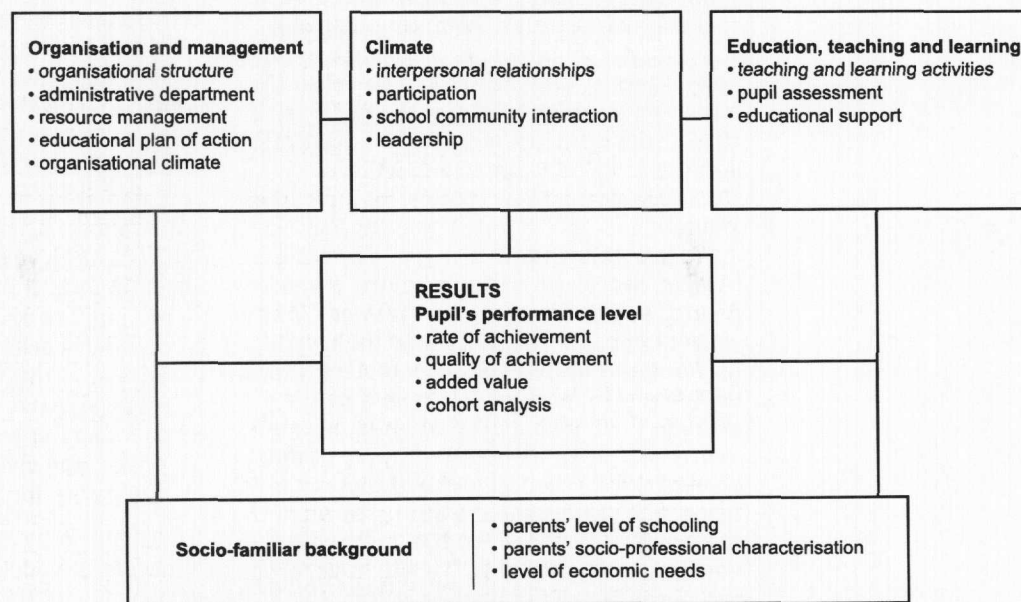 Organisation and management
• organisational structure
• administrative department
• resource management
• educational plan of action
• organisational climate
Climate
• interpersonal relationships
• participation
• school community interaction
• leadership
Education, teaching and learning
• teaching and learning activities
• pupil assessment
• educational support
RESULTS
Pupil's performance level
• rate of achievement
• quality of achievement
• added value
• cohort analysis
Socio-familiar background
• parents' level of schooling
• parents' socio-professional characterisation
• level of economic needs